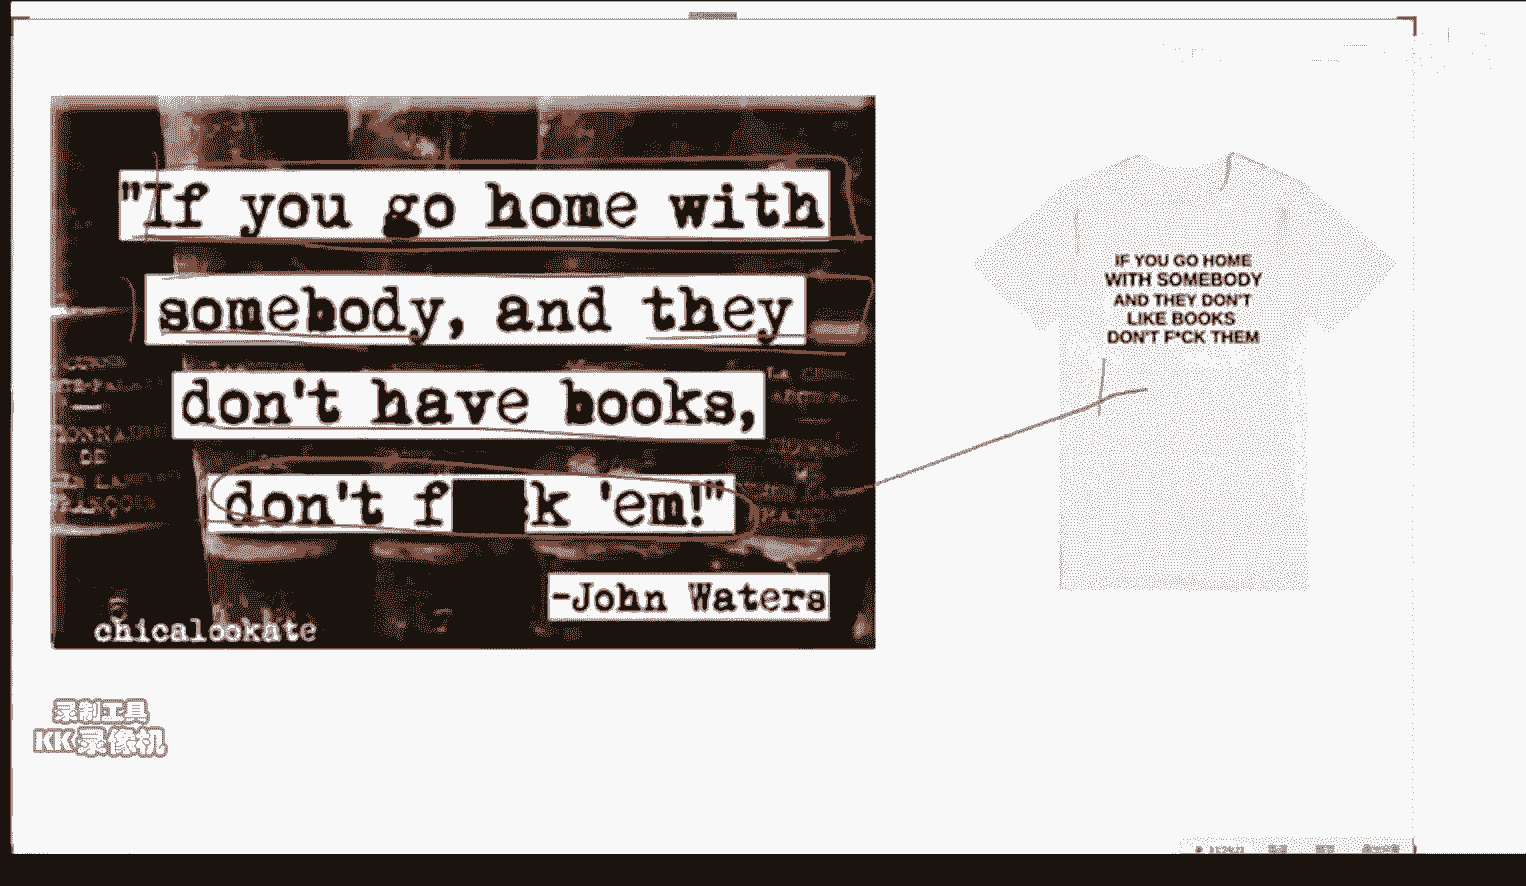 "If you go home with
somebody, and they
don't have books,
don't f k 'em!"
-John Waters
chicalookate
IF YOU GO HOME
WITH SOMEBODY
AND THEY DON'T
LIKE BOOKS
DON'T F*CK THEM
录制工具
KK录像机